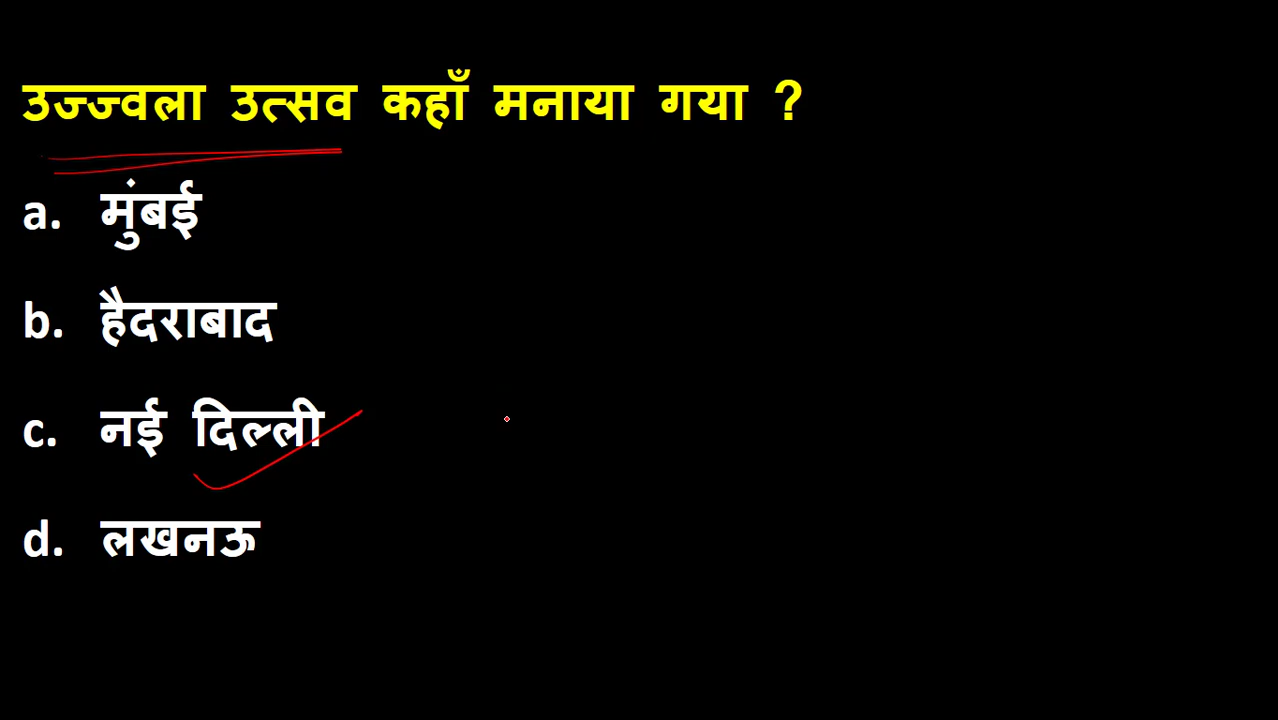 उज्ज्वला उत्सव कहाँ मनाया गया ?
a. मुंबई
b. हैदराबाद
c. नई दिल्ली
d. लखनऊ